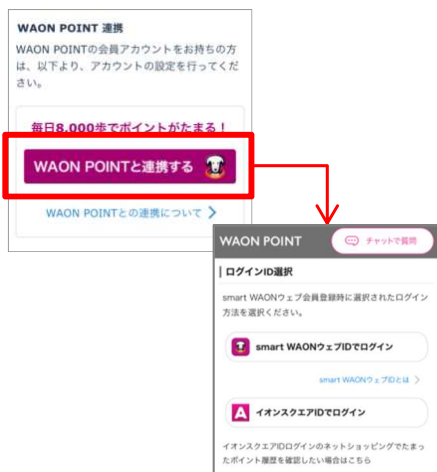 WAON POINT 連携
WAON POINTの会員アカウントをお持ちの方
は、以下より、アカウントの設定を行ってくだ
さい。
毎日8,000歩でポイントがたまる！
WAON POINTと連携する
WAON POINTとの連携について
WAON POINT
チャットで質問
ログインID選択
smart WAONウェブ会員登録時に選択されたログイン
方法を選択ください。
smart WAONウェブIDでログイン
smart WAONウェブIDとは
イオンスクエアIDでログイン
イオンスクエアIDログインのネットショッピングでたまっ
たポイント履歴を確認したい場合はこちら